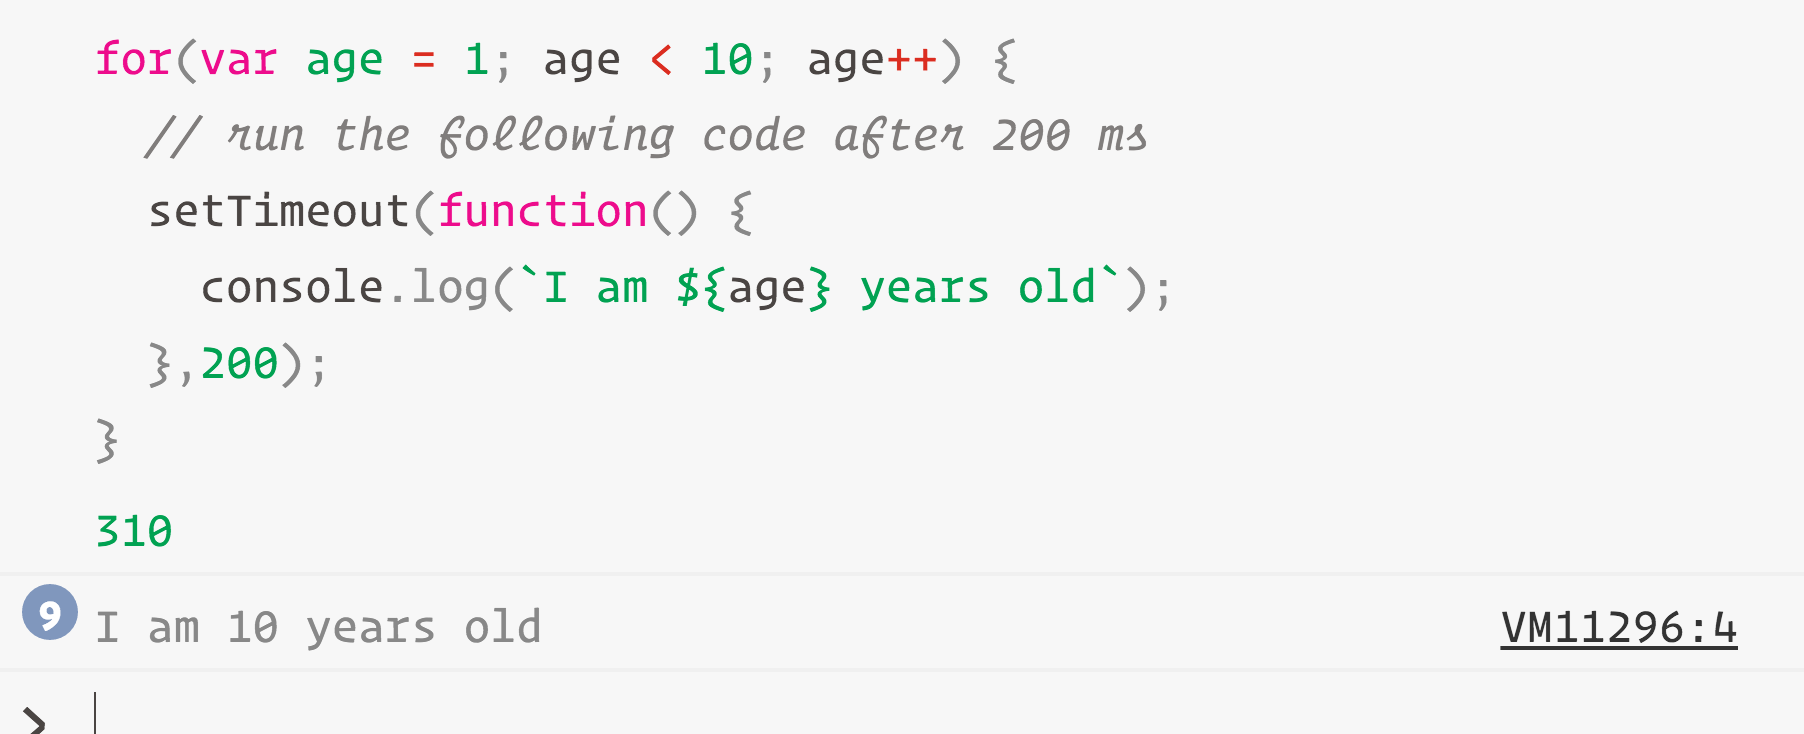 for(var age = 1; age < 10; age++) {
// run the following code after 200 ms
setTimeout(function() {
console.log(`I am ${age} years old`);
},200);
}
310
9 I am 10 years old VM11296:4
>